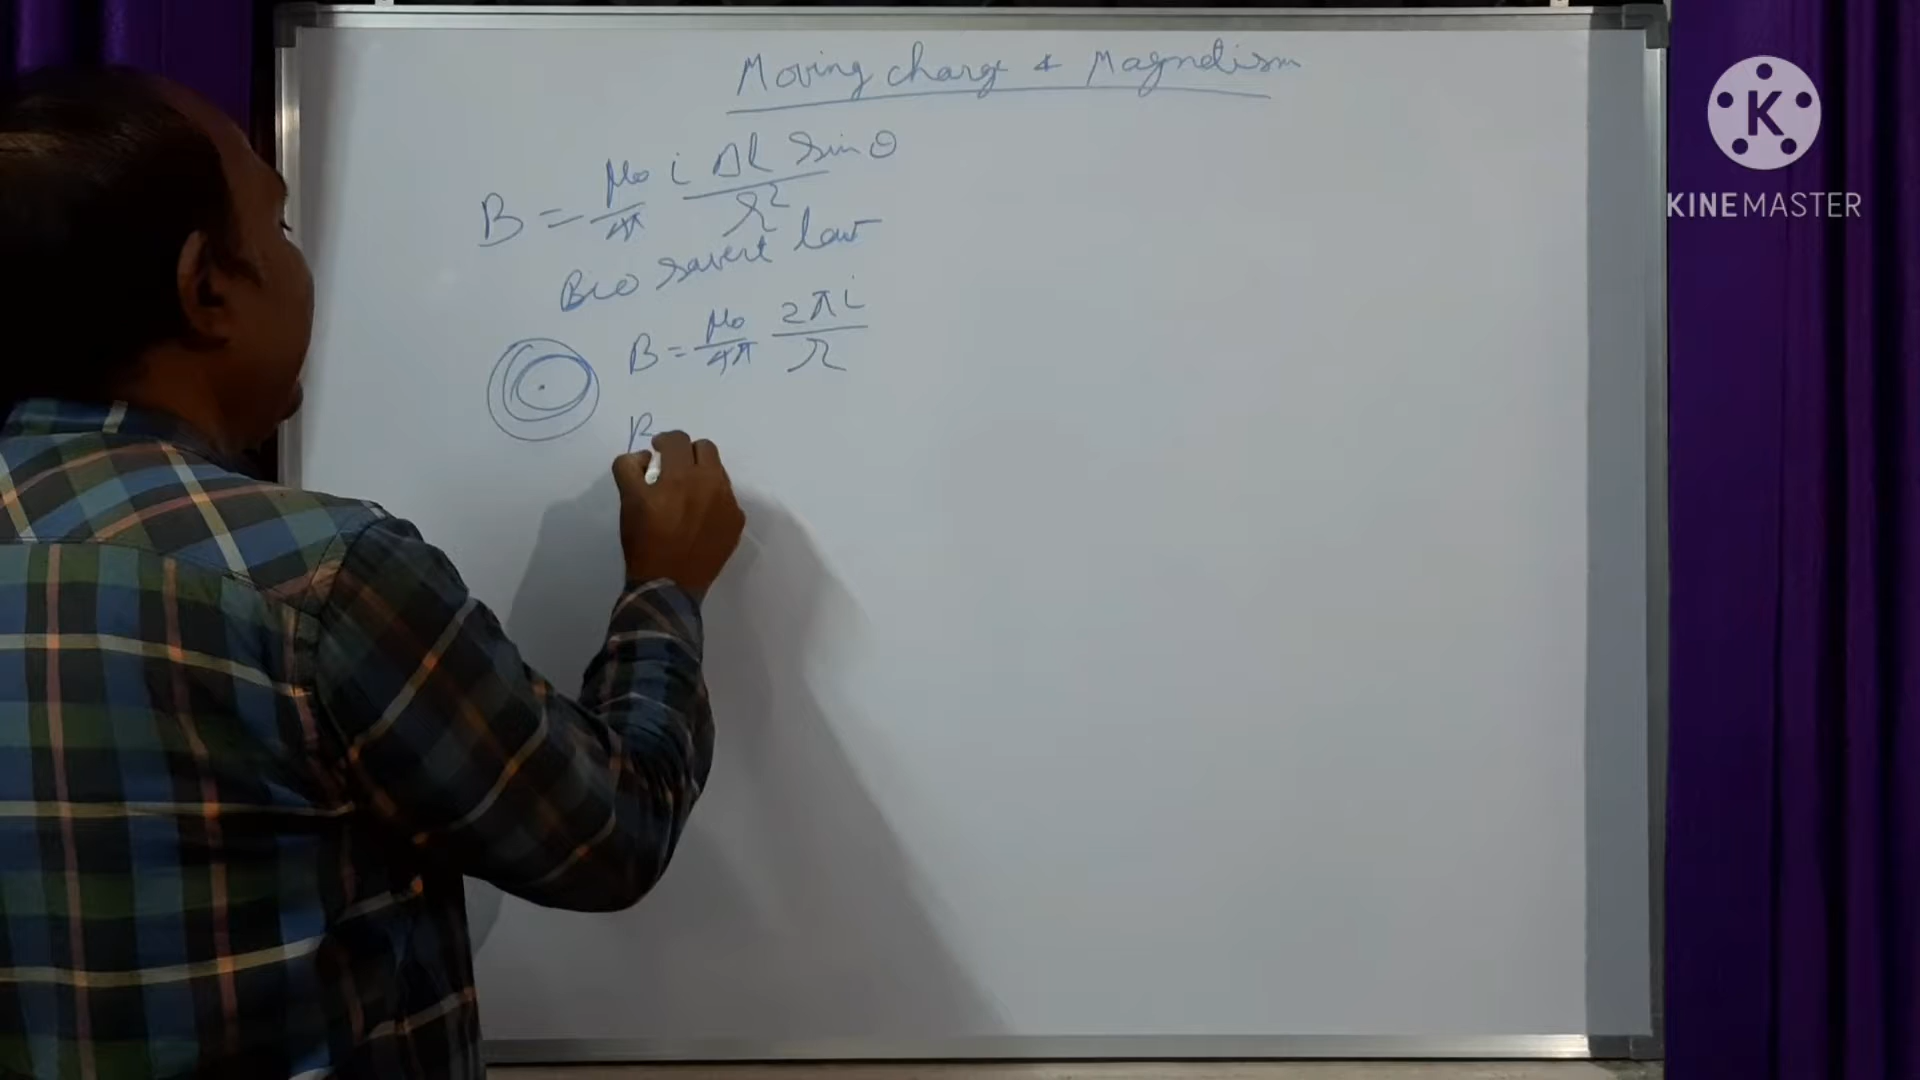 Moving charge & Magnetism
B = μ₀/4π i Δl sin θ/r²
Bio savert law
B = μ₀/4π 2πi/r
B
K
KINEMASTER